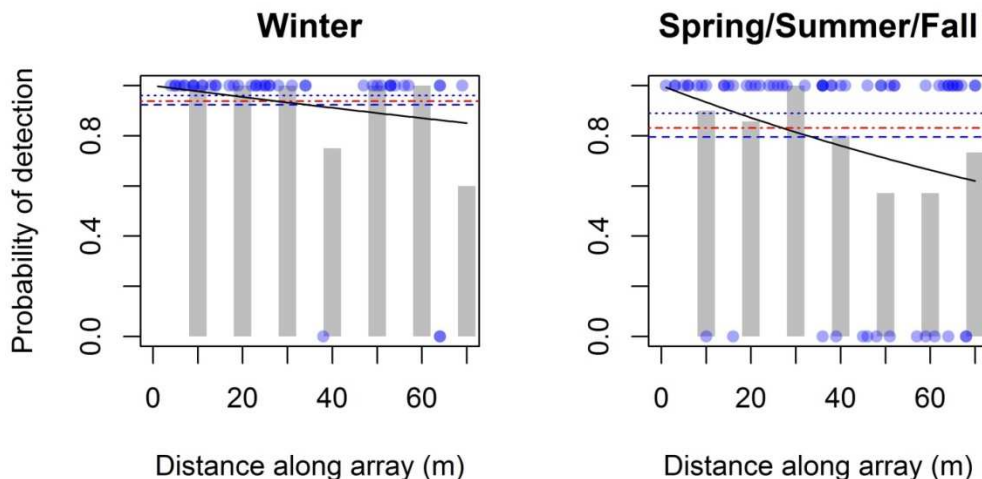 Winter
Spring/Summer/Fall
Probability of detection
0.8
0.4
0.0
0 20 40 60
Distance along array (m)
0.8
0.4
0.0
0 20 40 60
Distance along array (m)